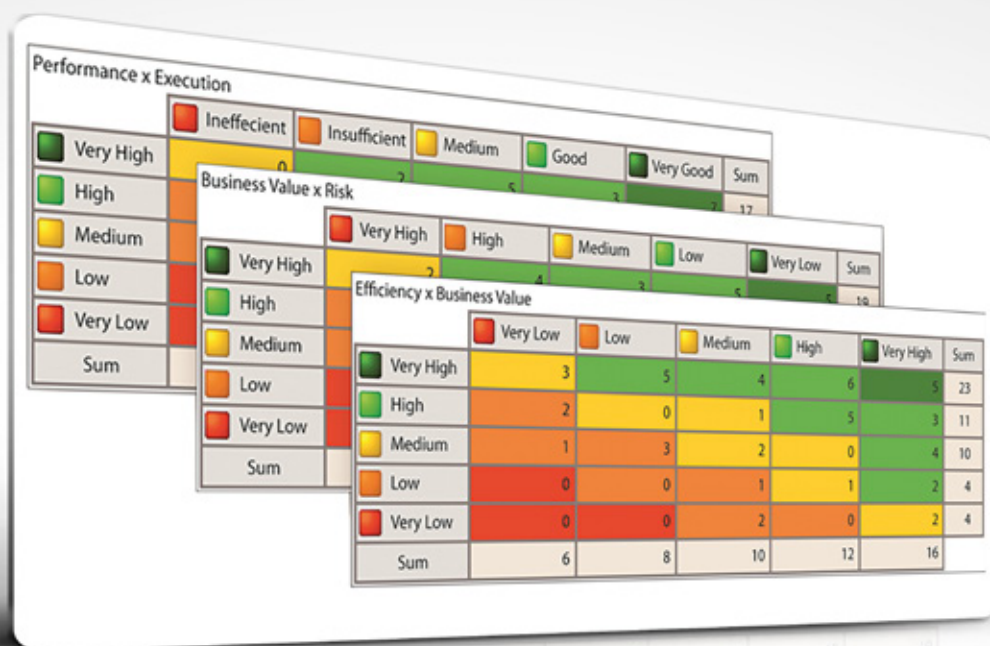 Performance x Execution
Ineffecient Insufficient Medium Good Very Good Sum
Very High 0 2 5 3 7 17
High
Medium
Low
Very Low
Sum
Business Value x Risk
Very High High Medium Low Very Low Sum
Very High 2 4 3 5 5 19
High
Medium
Low
Very Low
Sum
Efficiency x Business Value
Very Low Low Medium High Very High Sum
Very High 3 5 4 6 5 23
High 2 0 1 5 3 11
Medium 1 3 2 0 4 10
Low 0 0 1 1 2 4
Very Low 0 0 2 0 2 4
Sum 6 8 10 12 16